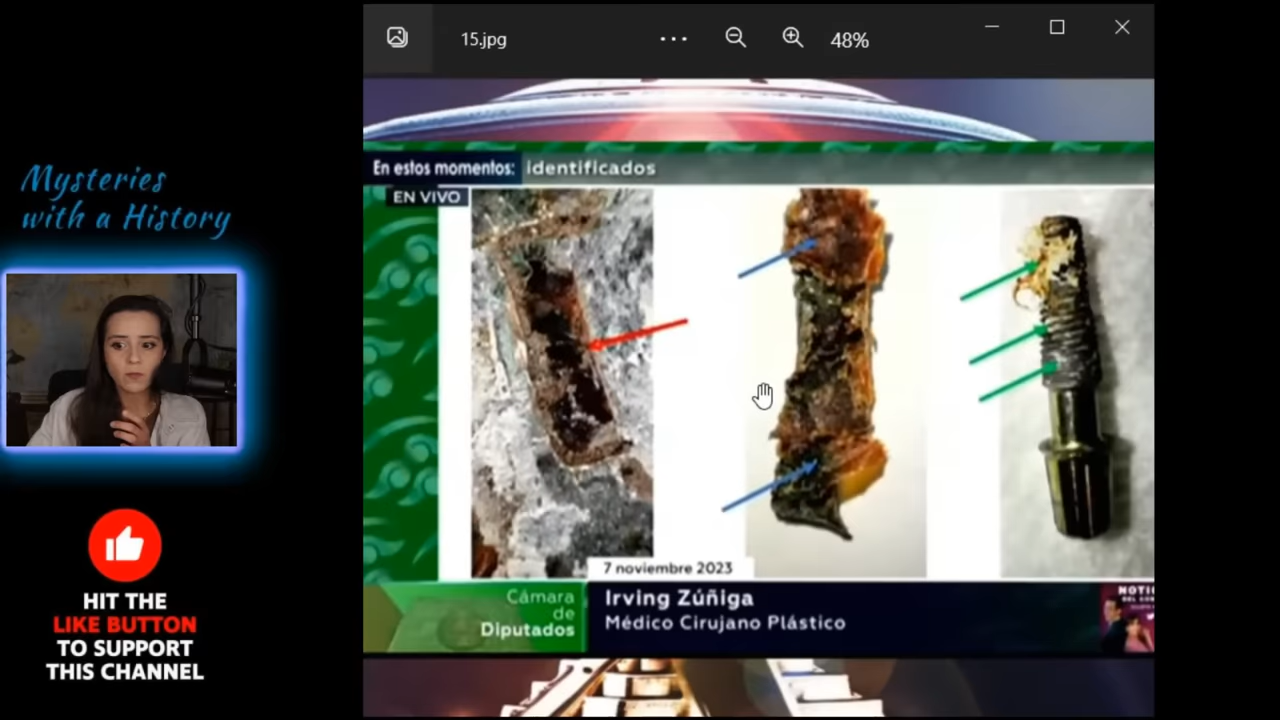 15.jpg
48%
Mysteries
with a History
En estos momentos: identificados
EN VIVO
7 noviembre 2023
Cámara
de
Diputados
Irving Zúñiga
Médico Cirujano Plástico
HIT THE
LIKE BUTTON
TO SUPPORT
THIS CHANNEL